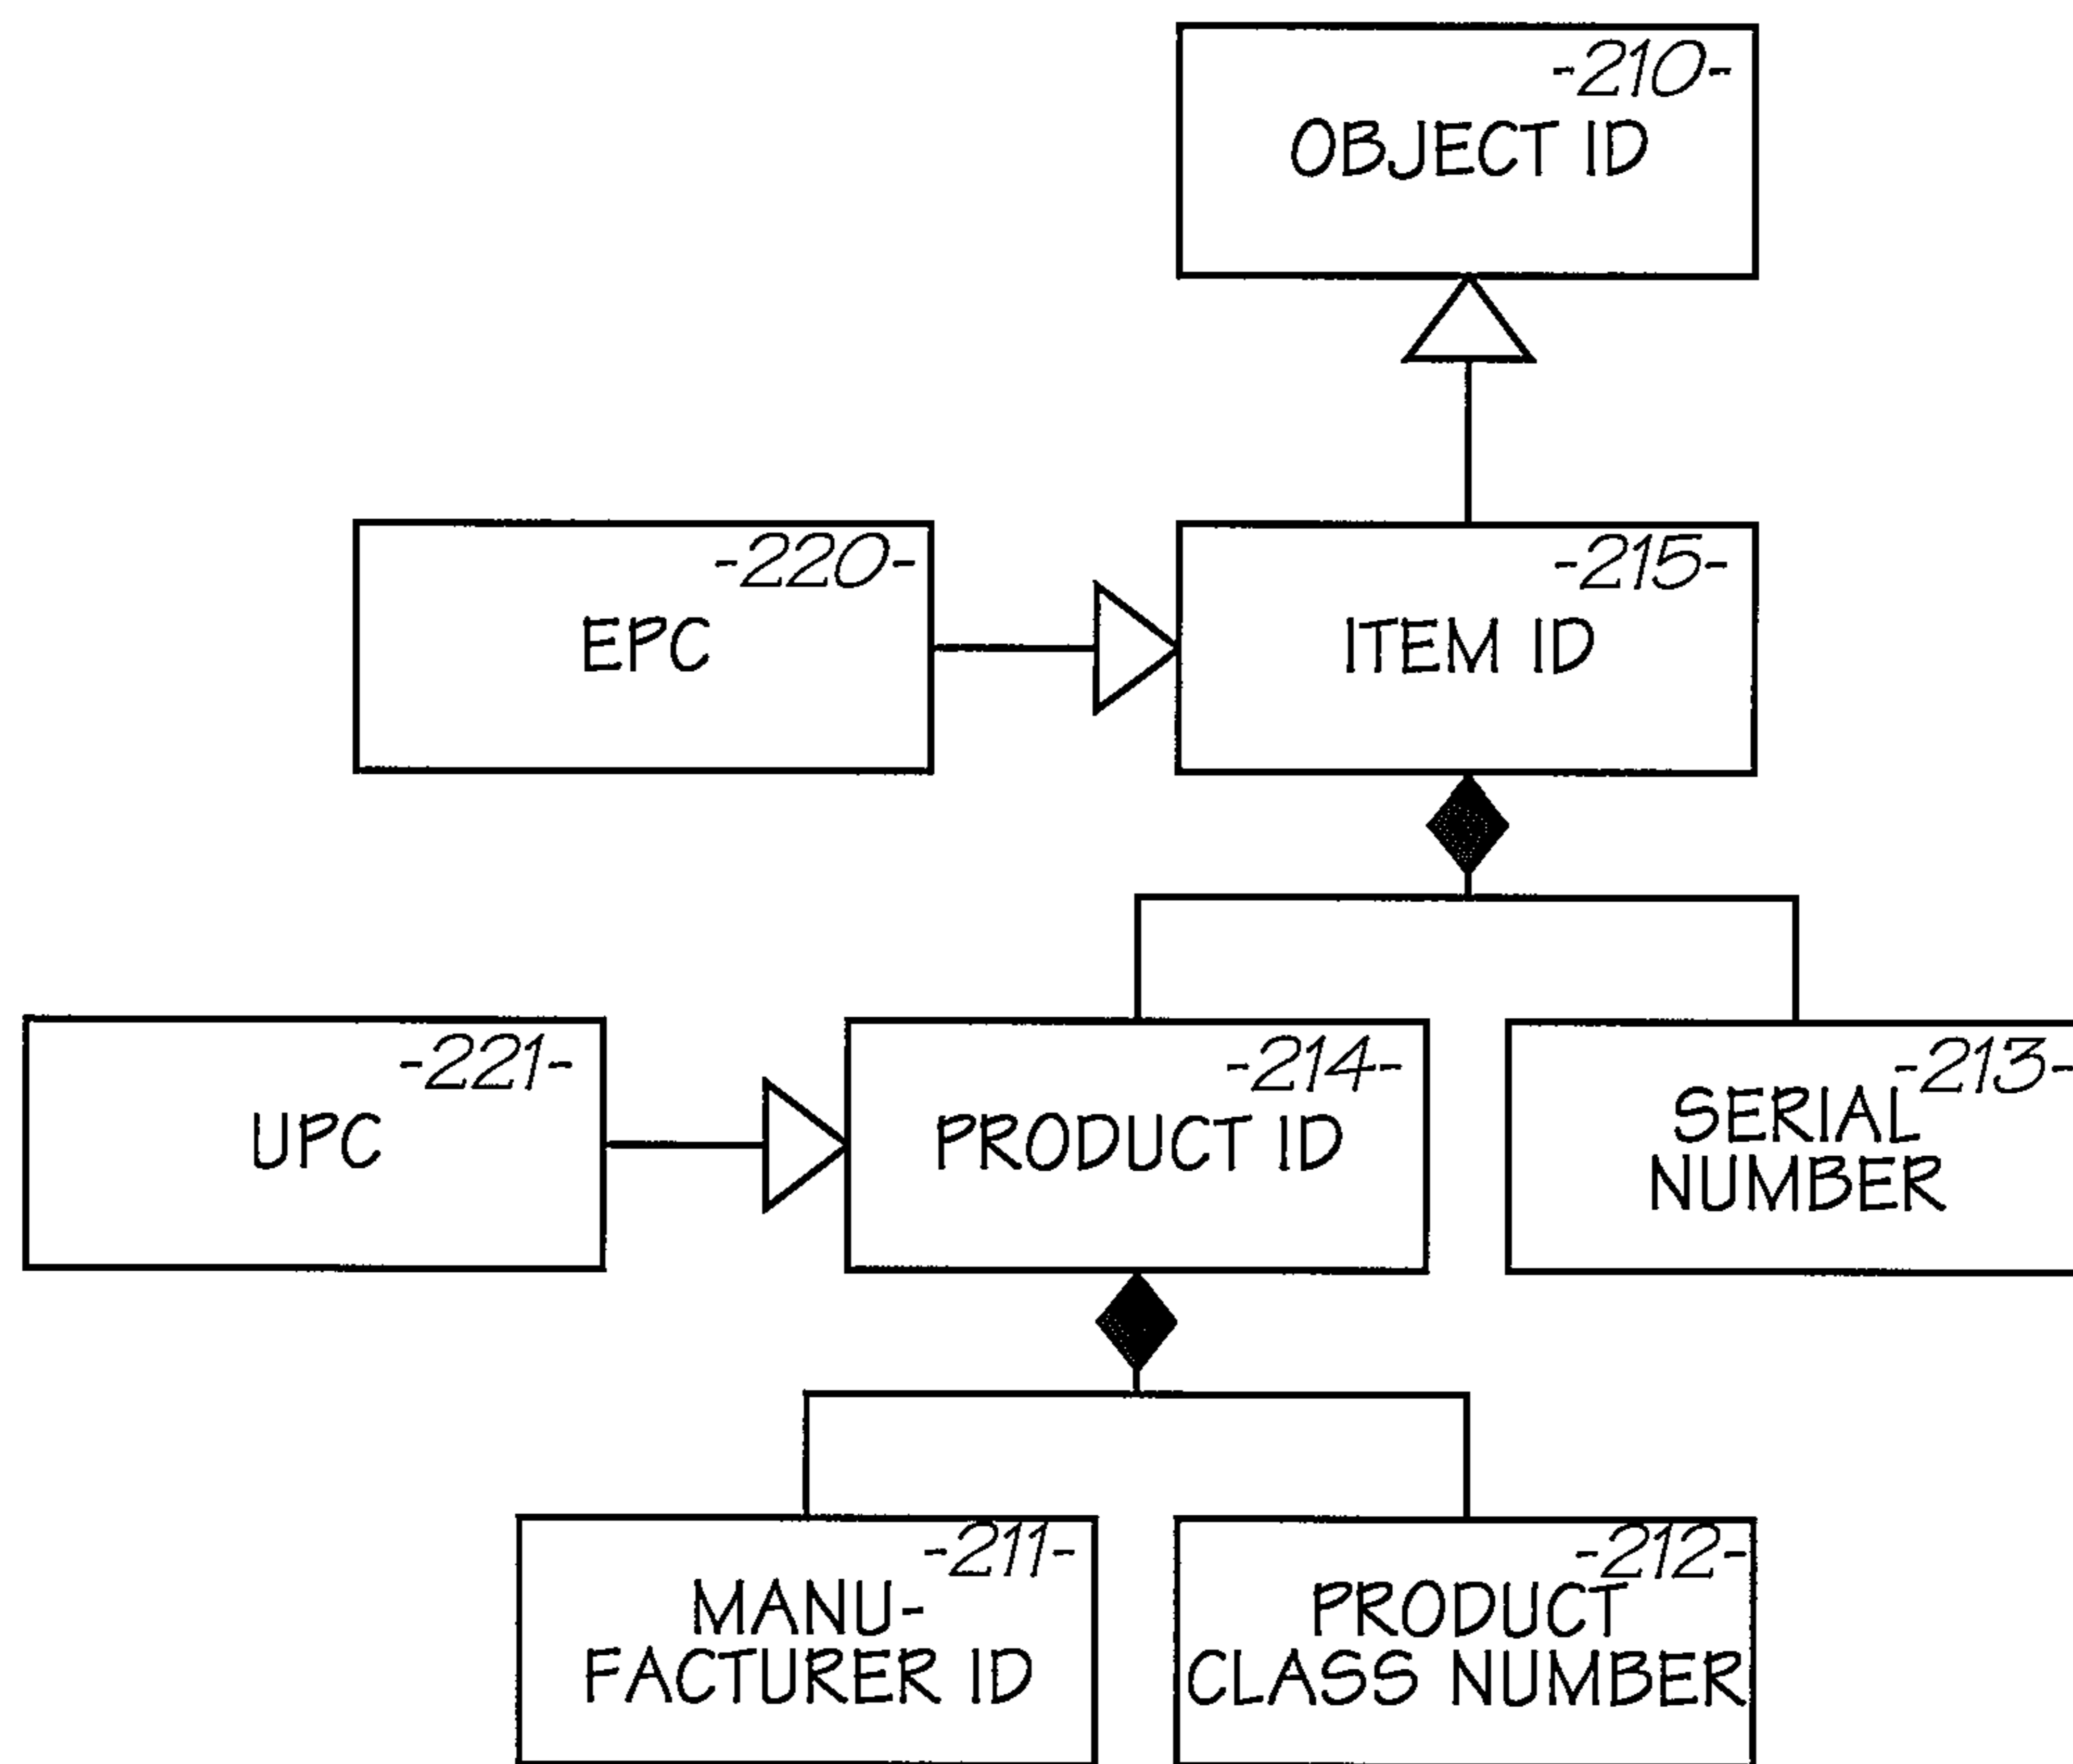 -210-
OBJECT ID
-220-
EPC
-215-
ITEM ID
-221-
UPC
-214-
PRODUCT ID
-213-
SERIAL
NUMBER
-211-
MANU-
FACTURER ID
-212-
PRODUCT
CLASS NUMBER